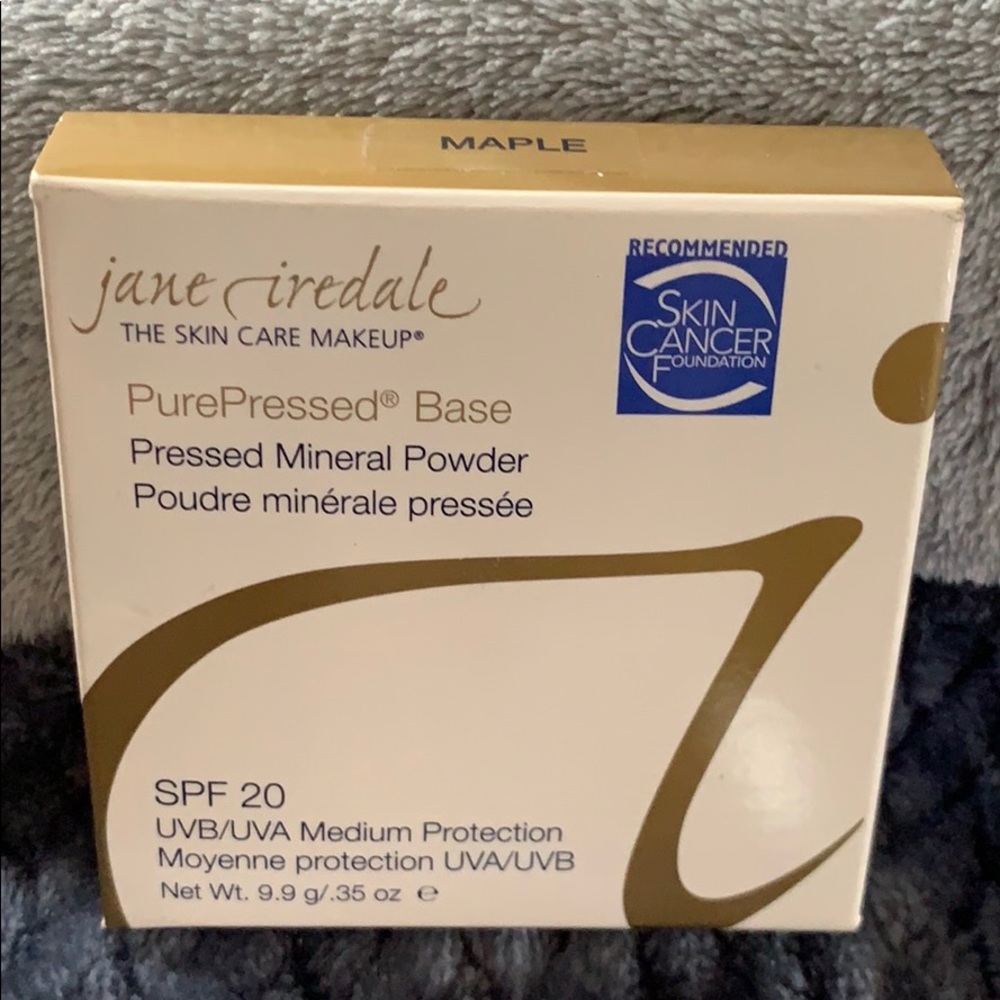 MAPLE
jane iredale
THE SKIN CARE MAKEUP®
RECOMMENDED
SKIN
CANCER
FOUNDATION
PurePressed® Base
Pressed Mineral Powder
Poudre minérale pressée
SPF 20
UVB/UVA Medium Protection
Moyenne protection UVA/UVB
Net Wt. 9.9 g/.35 oz ℮